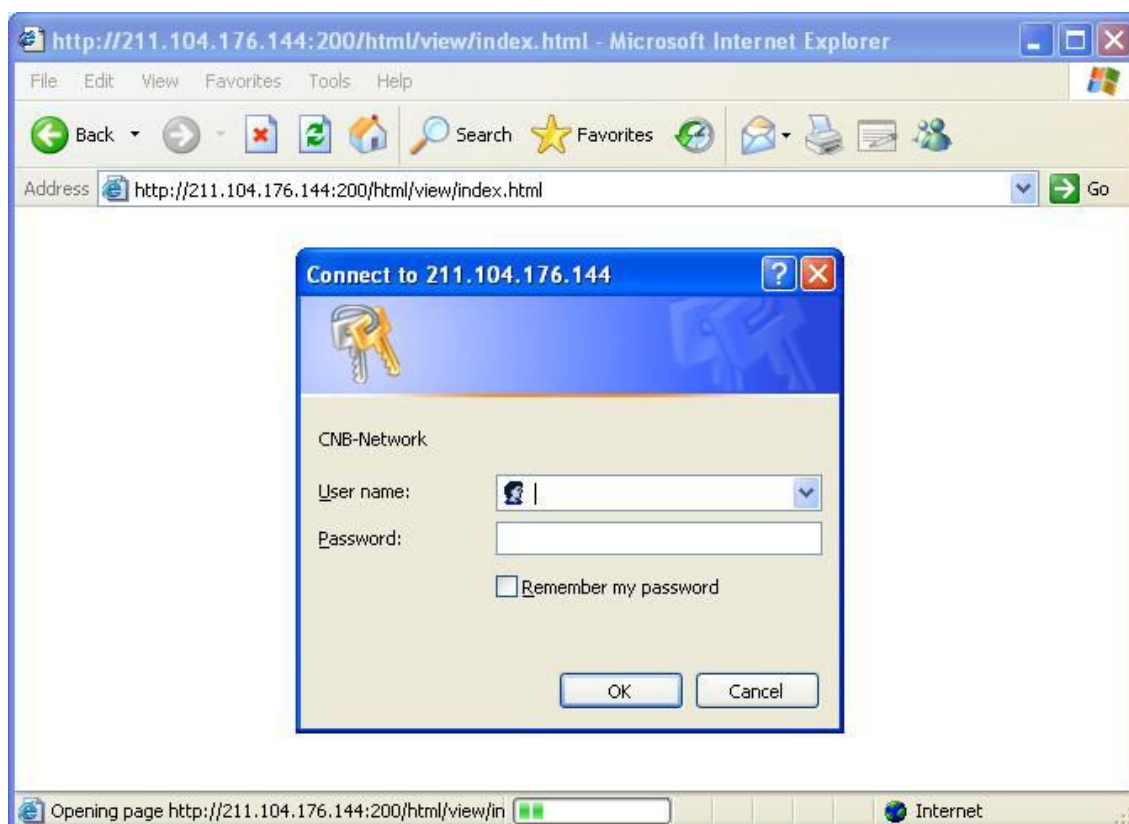 http://211.104.176.144:200/html/view/index.html - Microsoft Internet Explorer
File Edit View Favorites Tools Help
Back Search Favorites
Address http://211.104.176.144:200/html/view/index.html Go
Connect to 211.104.176.144
CNB-Network
User name:
Password:
Remember my password
OK Cancel
Opening page http://211.104.176.144:200/html/view/in Internet